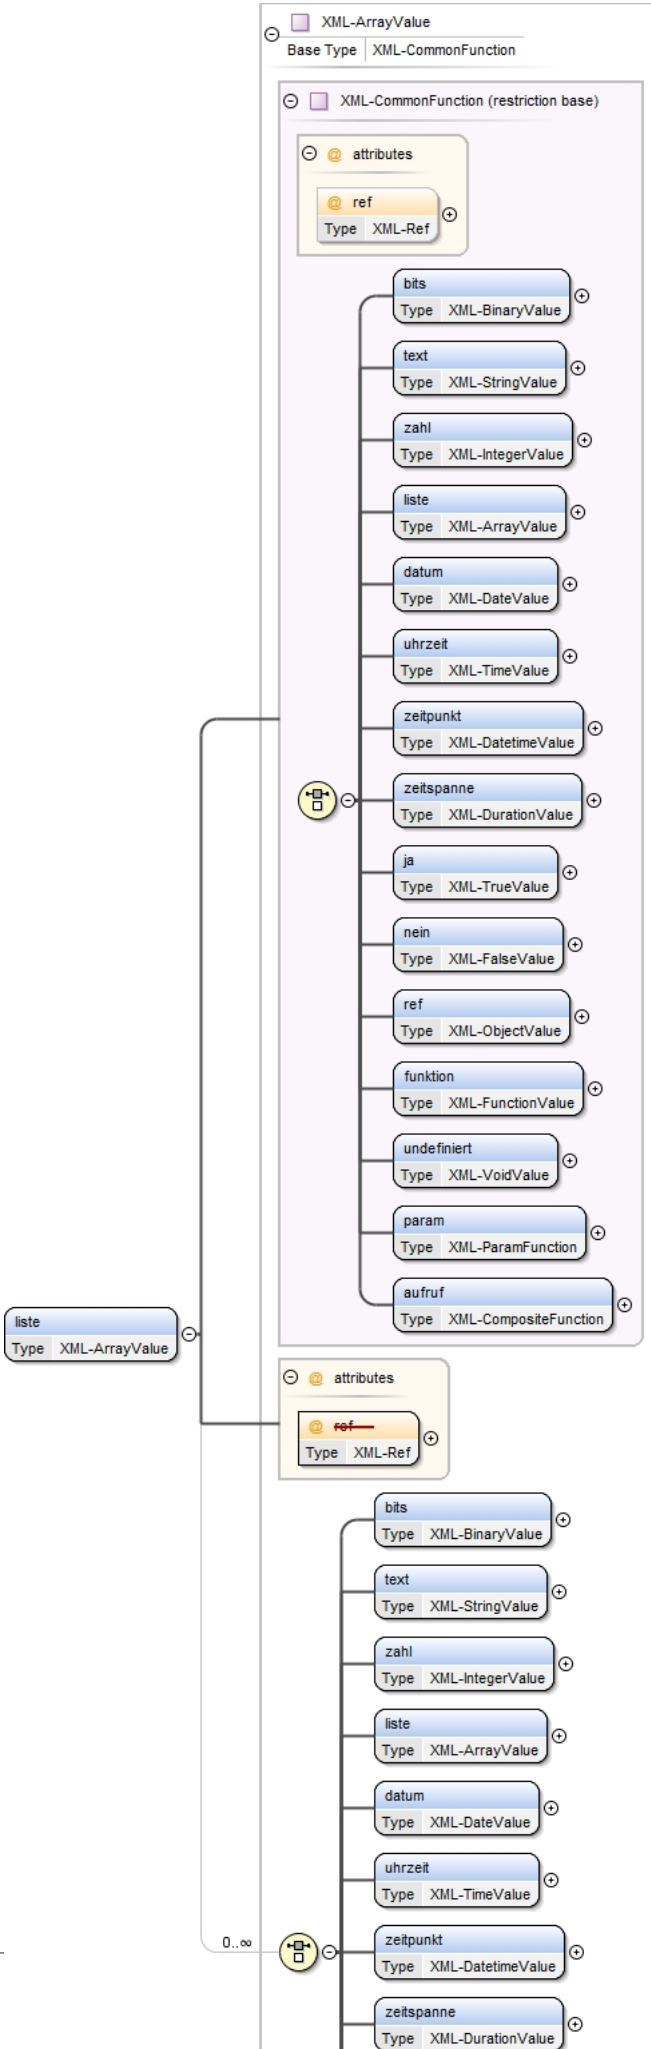 XML-ArrayValue
Base Type XML-CommonFunction
XML-CommonFunction (restriction base)
@ attributes
@ ref
Type XML-Ref
bits
Type XML-BinaryValue
text
Type XML-StringValue
zahl
Type XML-IntegerValue
liste
Type XML-ArrayValue
datum
Type XML-DateValue
uhrzeit
Type XML-TimeValue
zeitpunkt
Type XML-DatetimeValue
zeitspanne
Type XML-DurationValue
ja
Type XML-TrueValue
nein
Type XML-FalseValue
ref
Type XML-ObjectValue
funktion
Type XML-FunctionValue
undefiniert
Type XML-VoidValue
param
Type XML-ParamFunction
aufruf
Type XML-CompositeFunction
liste
Type XML-ArrayValue
@ attributes
@ ref
Type XML-Ref
bits
Type XML-BinaryValue
text
Type XML-StringValue
zahl
Type XML-IntegerValue
liste
Type XML-ArrayValue
datum
Type XML-DateValue
uhrzeit
Type XML-TimeValue
0..∞
zeitpunkt
Type XML-DatetimeValue
zeitspanne
Type XML-DurationValue